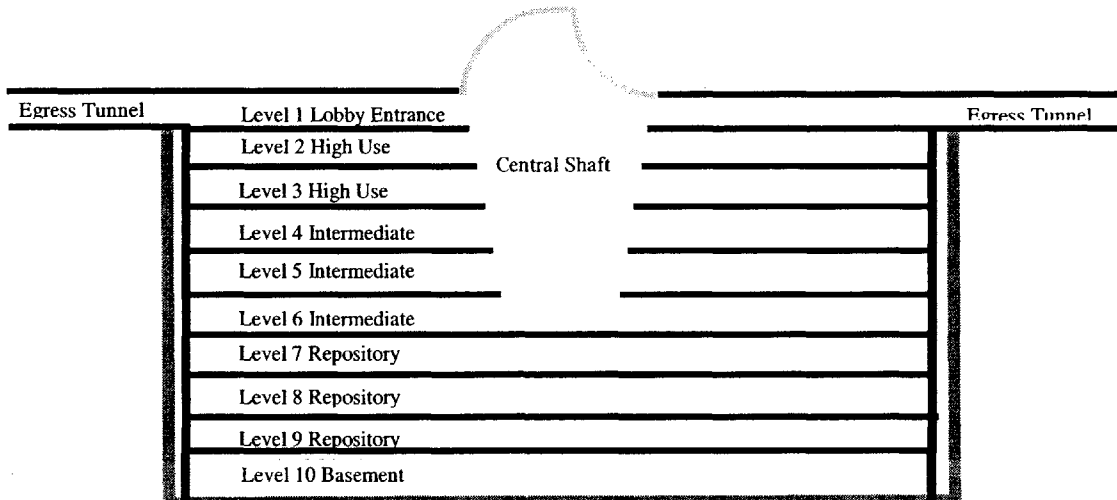 Egress Tunnel
Level 1 Lobby Entrance
Egress Tunnel
Level 2 High Use
Central Shaft
Level 3 High Use
Level 4 Intermediate
Level 5 Intermediate
Level 6 Intermediate
Level 7 Repository
Level 8 Repository
Level 9 Repository
Level 10 Basement